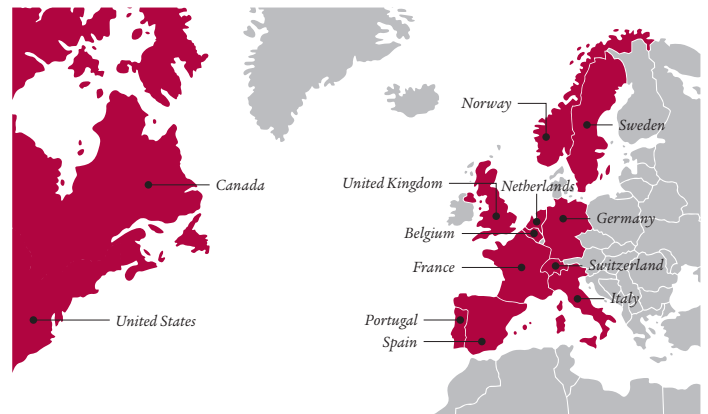 Norway
Sweden
United Kingdom
Netherlands
Canada
Germany
Belgium
France
Switzerland
Italy
United States
Portugal
Spain